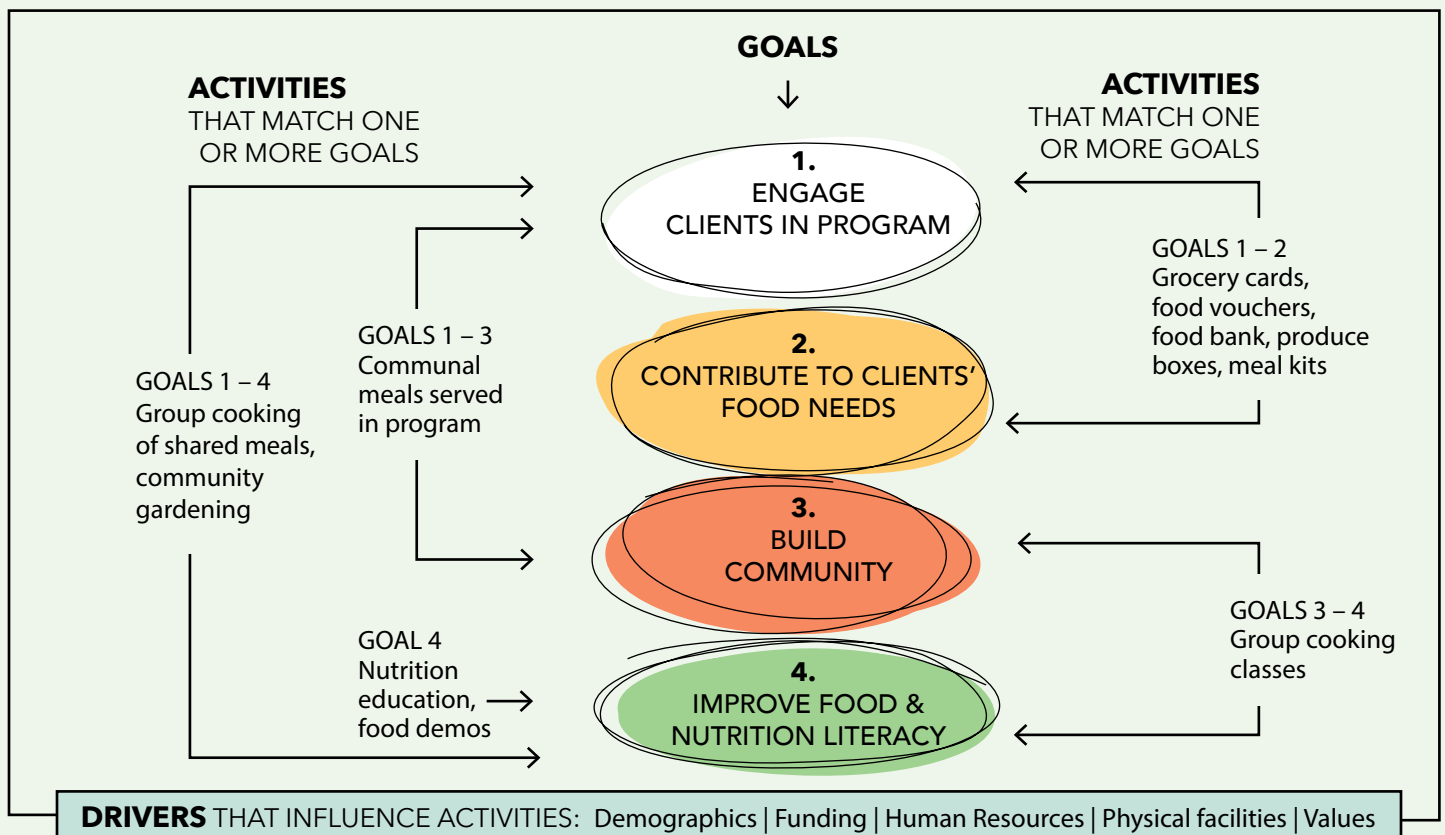 GOALS
ACTIVITIES
THAT MATCH ONE
OR MORE GOALS
ACTIVITIES
THAT MATCH ONE
OR MORE GOALS
1.
ENGAGE
CLIENTS IN PROGRAM
2.
CONTRIBUTE TO CLIENTS’
FOOD NEEDS
3.
BUILD
COMMUNITY
4.
IMPROVE FOOD &
NUTRITION LITERACY
GOALS 1 – 4
Group cooking
of shared meals,
community
gardening
GOALS 1 – 3
Communal
meals served
in program
GOAL 4
Nutrition
education,
food demos
GOALS 1 – 2
Grocery cards,
food vouchers,
food bank, produce
boxes, meal kits
GOALS 3 – 4
Group cooking
classes
DRIVERS THAT INFLUENCE ACTIVITIES: Demographics | Funding | Human Resources | Physical facilities | Values